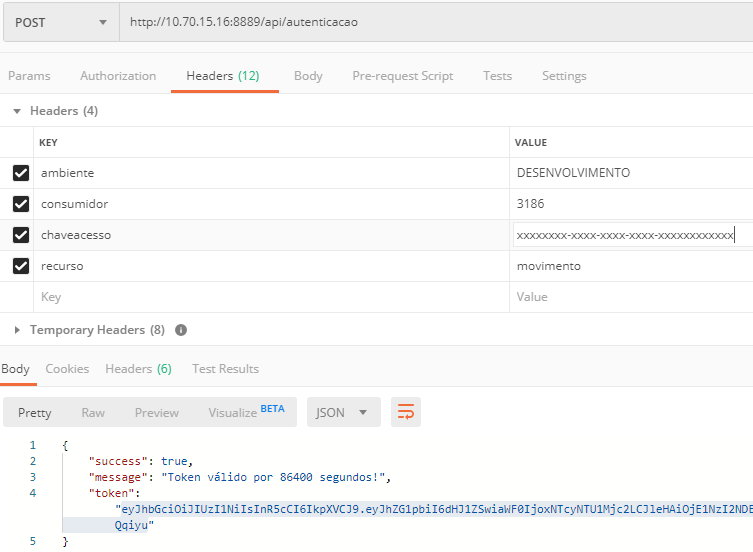 POST http://10.70.15.16:8889/api/autenticacao
Params Authorization Headers (12) Body Pre-request Script Tests Settings
Headers (4)
KEY VALUE
ambiente DESENVOLVIMENTO
consumidor 3186
chaveacesso xxxxxxxx-xxxx-xxxx-xxxx-xxxxxxxxxxxx
recurso movimento
Key Value
Temporary Headers (8) i
Body Cookies Headers (6) Test Results
Pretty Raw Preview Visualize BETA JSON
1 {
2 "success": true,
3 "message": "Token válido por 86400 segundos!",
4 "token":
"eyJhbGciOiJIUzI1NiIsInR5cCI6IkpXVCJ9.eyJhZG1pbiI6dHJ1ZSwiaWF0IjoxNTcyNTU1Mjc2LCJleHAiOjE1NzI2NDE
Qqiyu"
5 }